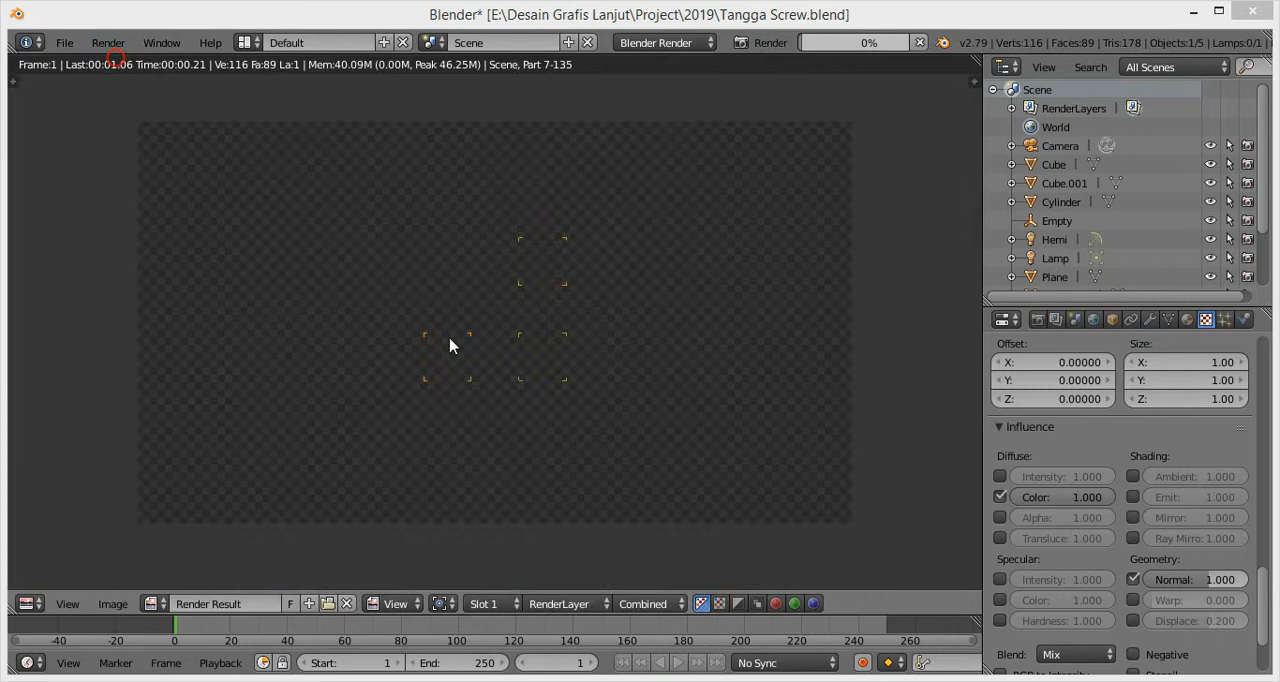 Blender* [E:\Desain Grafis Lanjut\Project\2019\Tangga Screw.blend]
File Render Window Help Default Scene Blender Render Render 0% v2.79 | Verts:116 | Faces:89 | Tris:178 | Objects:1/5 | Lamps:0/1 |
Frame:1 | Last:00:01.06 Time:00:00.21 | Ve:116 Fa:89 La:1 | Mem:40.09M (0.00M, Peak 46.25M) | Scene, Part 7-135
View Search All Scenes
Scene
RenderLayers
World
Camera
Cube
Cube.001
Cylinder
Empty
Hemi
Lamp
Plane
Offset: Size:
X: 0.00000 X: 1.00
Y: 0.00000 Y: 1.00
Z: 0.00000 Z: 1.00
Influence
Diffuse: Shading:
Intensity: 1.000 Ambient: 1.000
Color: 1.000 Emit: 1.000
Alpha: 1.000 Mirror: 1.000
Transluce: 1.000 Ray Mirro: 1.000
Specular: Geometry:
Intensity: 1.000 Normal: 1.000
Color: 1.000 Warp: 0.000
Hardness: 1.000 Displace: 0.200
Blend: Mix Negative
View Image Render Result F View Slot 1 RenderLayer Combined
-40 -20 0 20 40 60 80 100 120 140 160 180 200 220 240 260
View Marker Frame Playback Start: 1 End: 250 1 No Sync